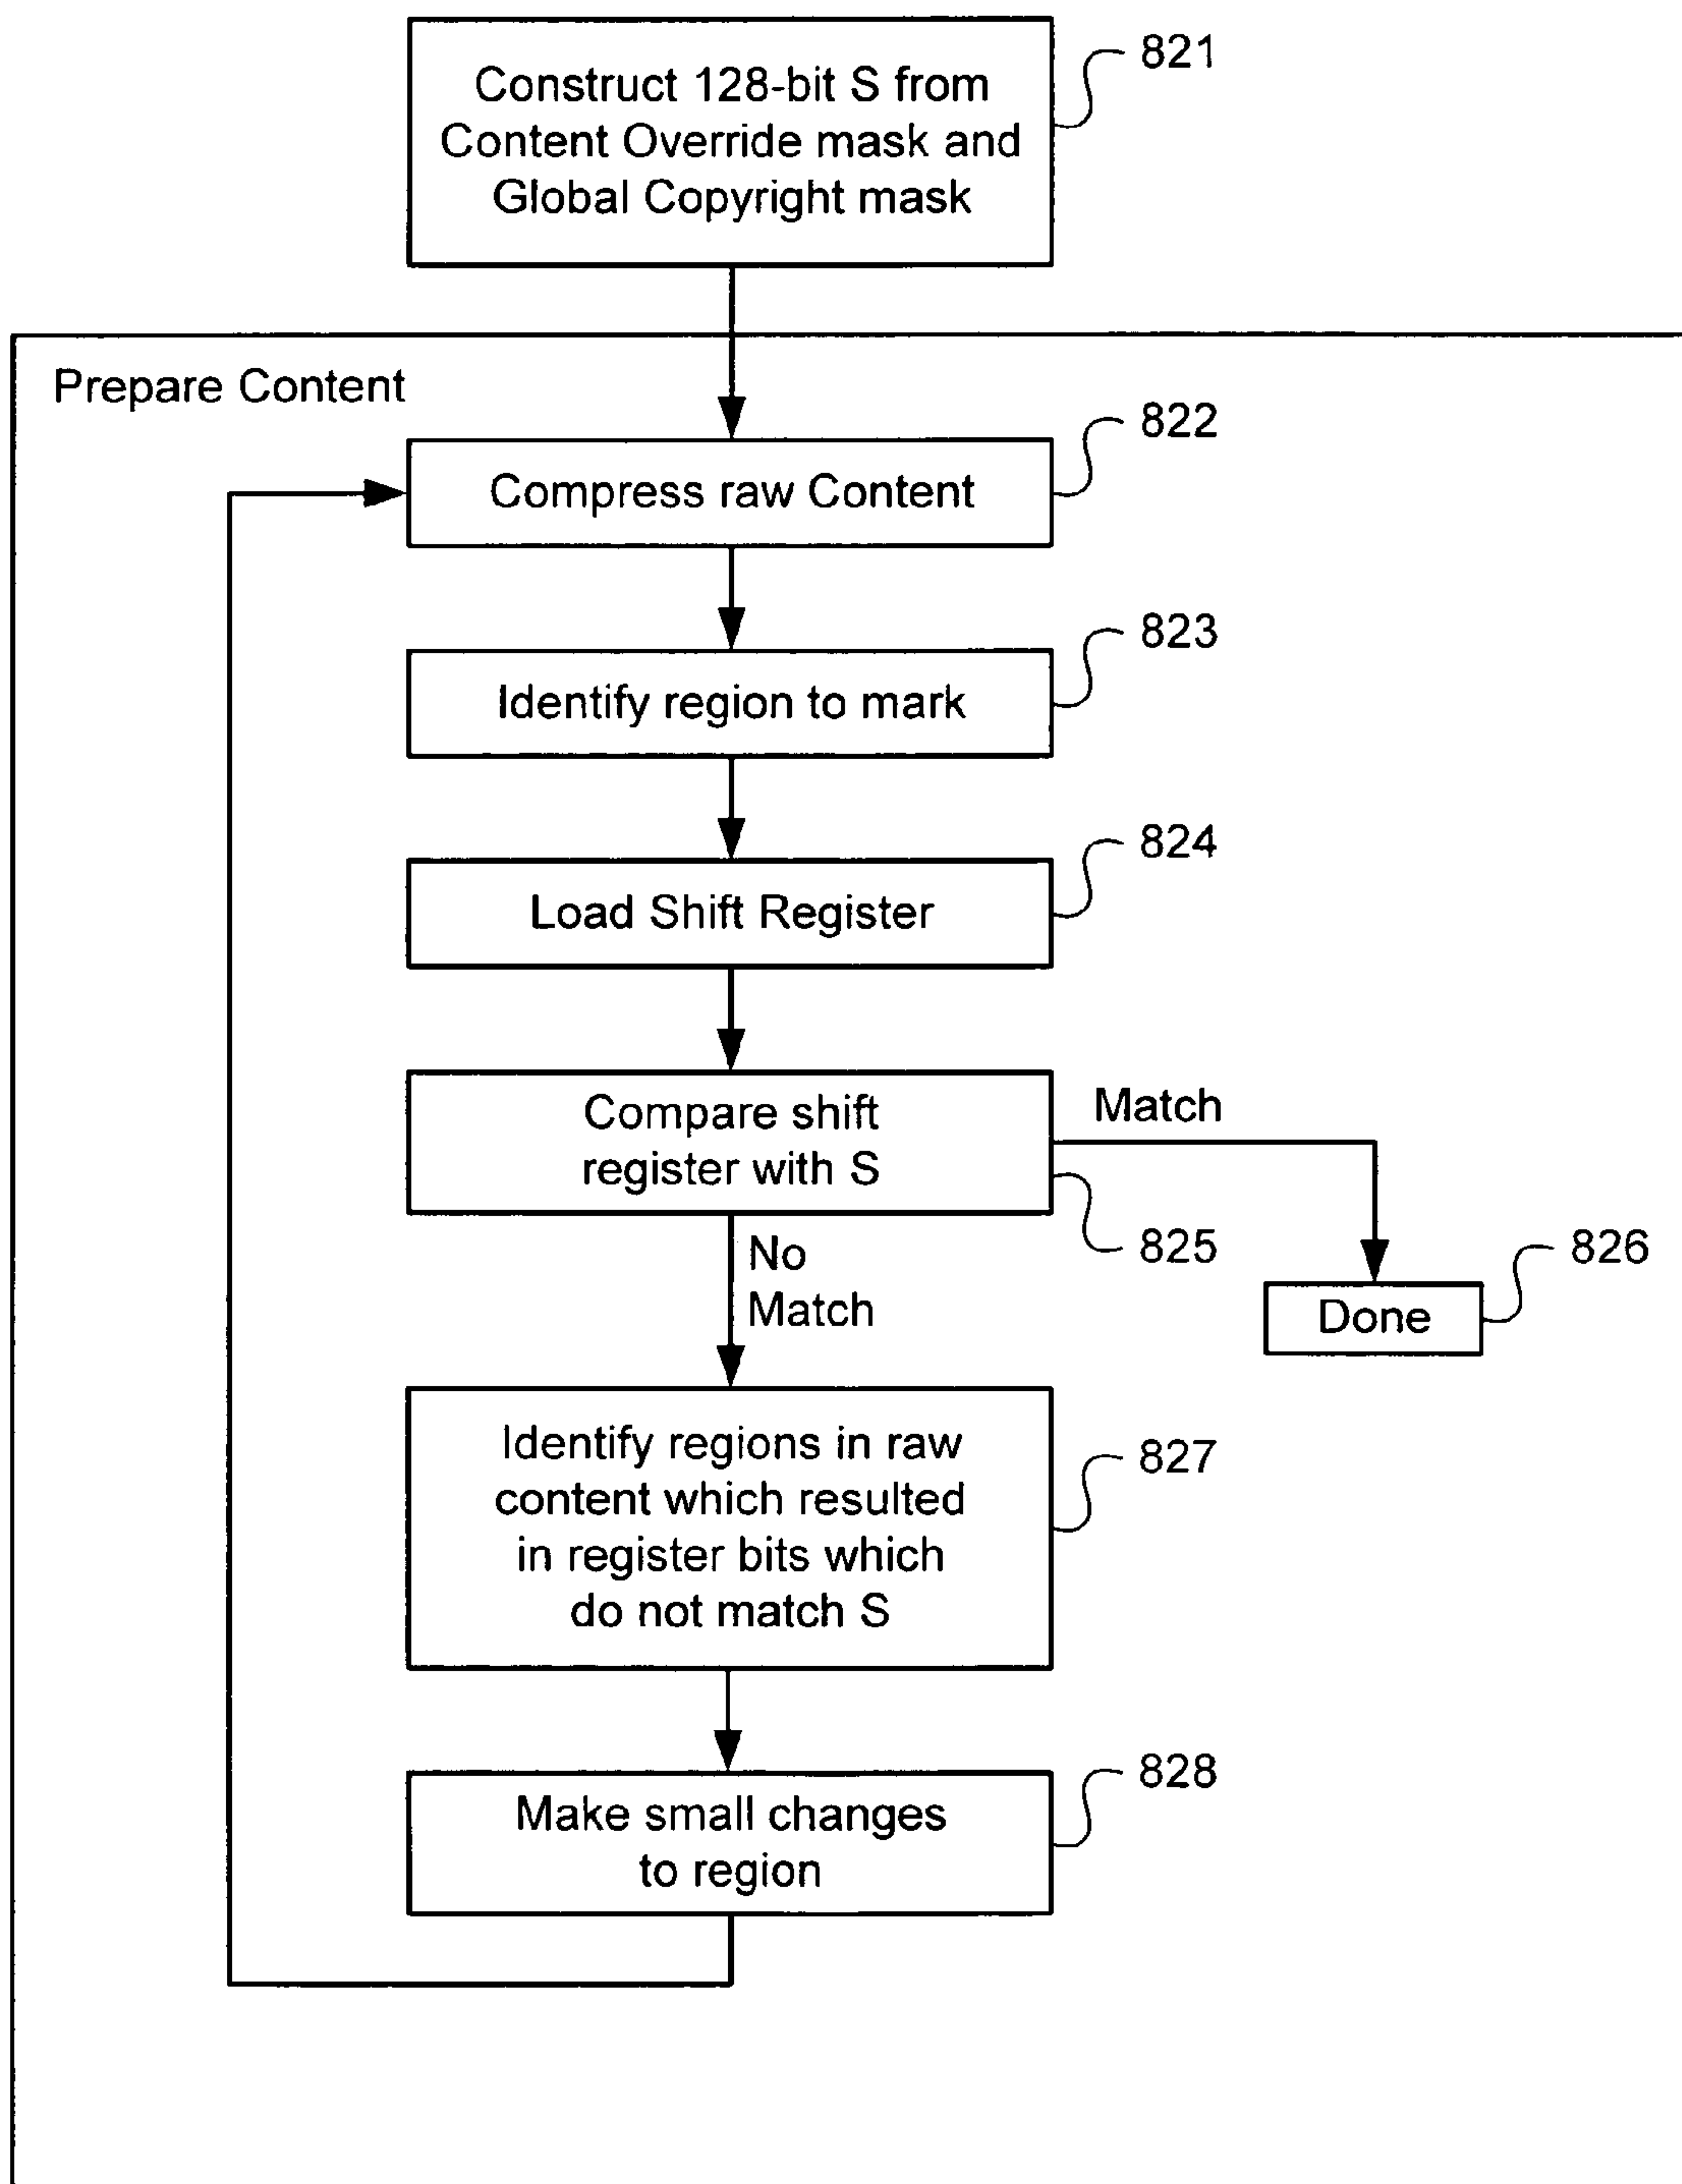 Construct 128-bit S from
Content Override mask and
Global Copyright mask
821
Prepare Content
822
Compress raw Content
823
Identify region to mark
824
Load Shift Register
Compare shift
register with S
Match
825
No
Match
826
Done
Identify regions in raw
content which resulted
in register bits which
do not match S
827
Make small changes
to region
828